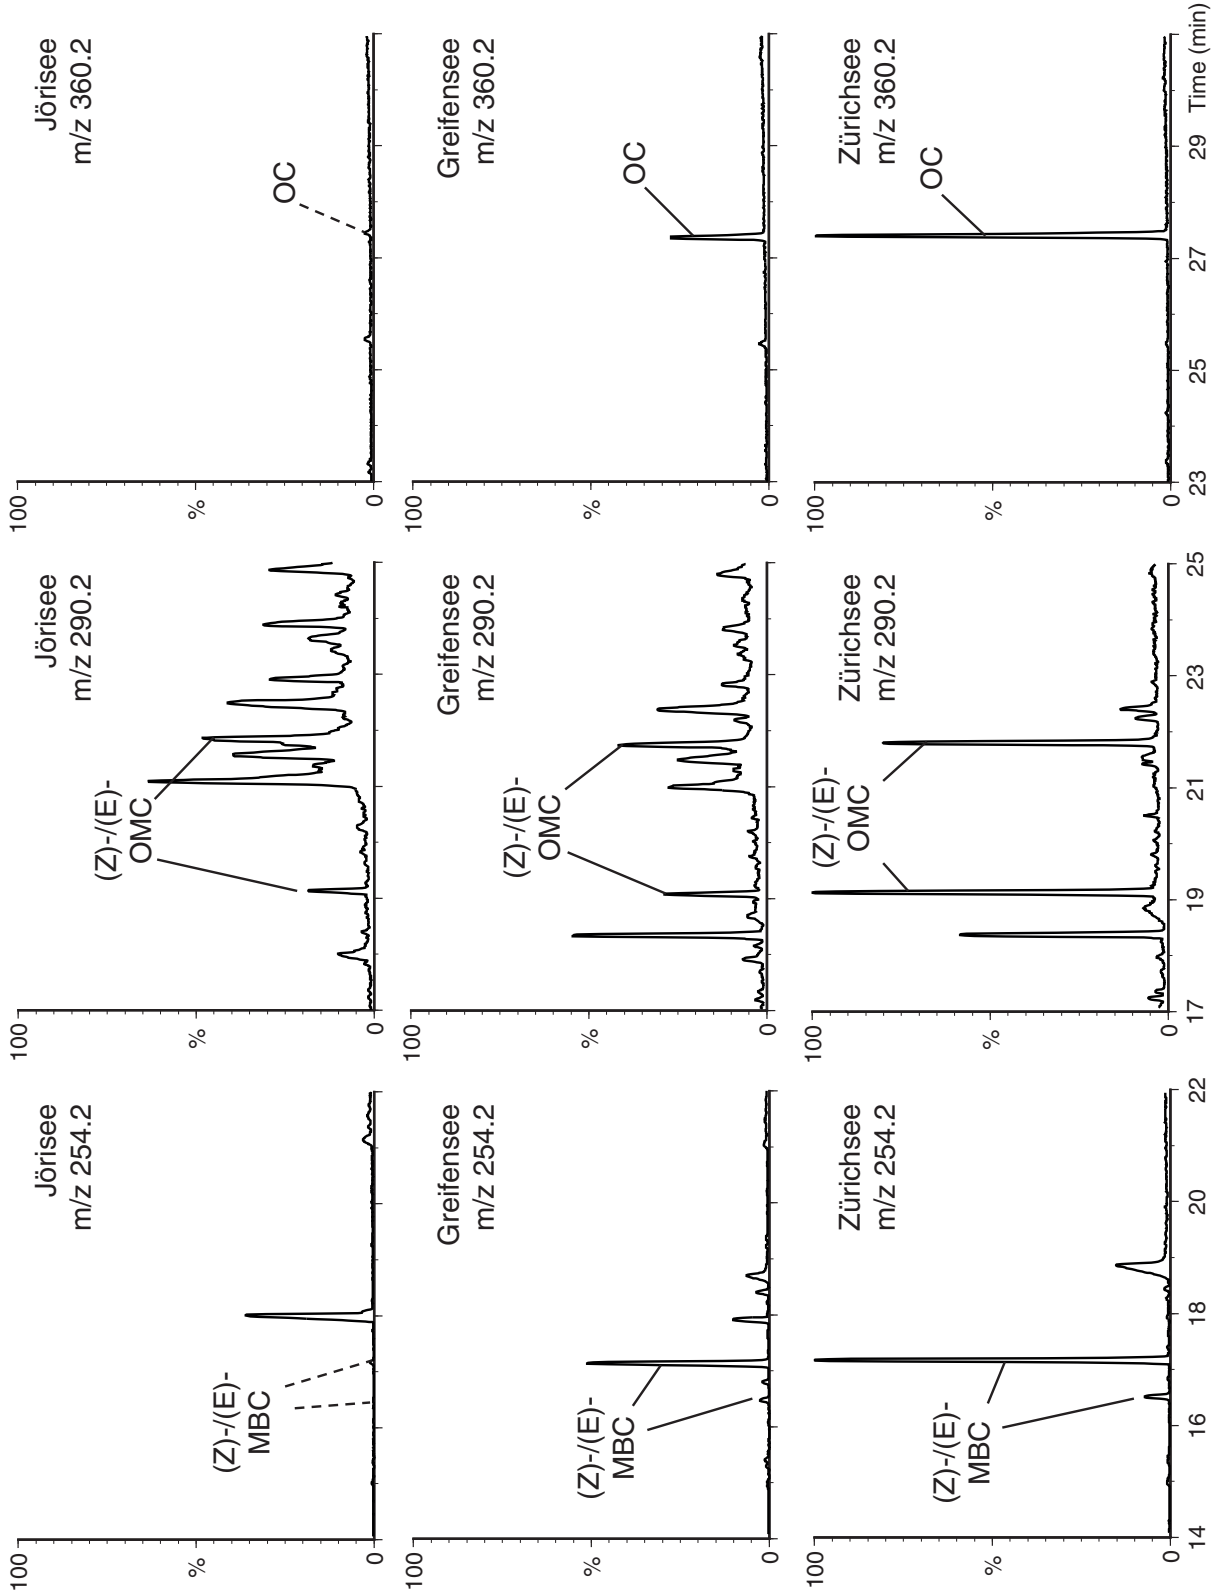 Jörisee
m/z 254.2
100
%
0
(Z)-/(E)-
MBC
Jörisee
m/z 290.2
100
%
0
(Z)-/(E)-
OMC
Jörisee
m/z 360.2
100
%
0
OC
Greifensee
m/z 254.2
100
%
0
(Z)-/(E)-
MBC
Greifensee
m/z 290.2
100
%
0
(Z)-/(E)-
OMC
Greifensee
m/z 360.2
100
%
0
OC
Zürichsee
m/z 254.2
100
%
0
(Z)-/(E)-
MBC
14 16 18 20 22
Zürichsee
m/z 290.2
100
%
0
(Z)-/(E)-
OMC
17 19 21 23 25
Zürichsee
m/z 360.2
100
%
0
OC
23 25 27 29 Time (min)